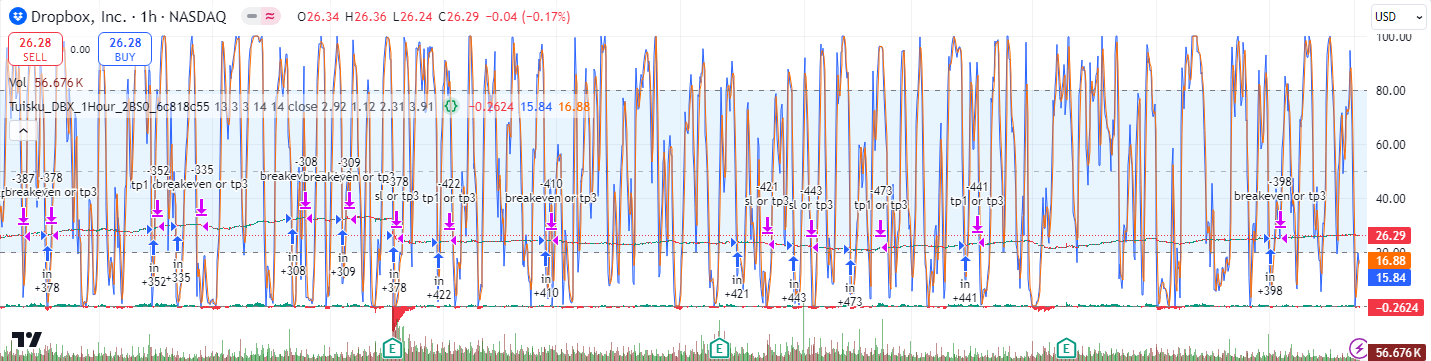 Dropbox, Inc. · 1h · NASDAQ O26.34 H26.36 L26.24 C26.29 −0.04 (−0.17%)
USD
26.28 SELL
0.00
26.28 BUY
Vol 56.676 K
Tuisku_DBX_1Hour_2BS0_6c818c55 13 3 3 14 14 close 2.92 1.12 2.31 3.91 −0.2624 15.84 16.88
100.00
80.00
60.00
40.00
26.29
16.88
15.84
−0.2624
56.676 K
-387
-378
breakeven or tp3
in
+378
-352
tp1
in
+352
-335
breakeven or tp3
+335
-308
in
+308
-309
breakeven or tp
in
+309
-378
sl or tp3
in
+378
-422
tp1 or tp3
in
+422
-410
breakeven or tp3
in
+410
-421
sl or tp3
in
+421
-443
sl or tp3
in
+443
-473
tp1 or tp3
in
+473
-441
tp1 or tp3
in
+441
-398
breakeven or tp3
in
+398
E
E
E